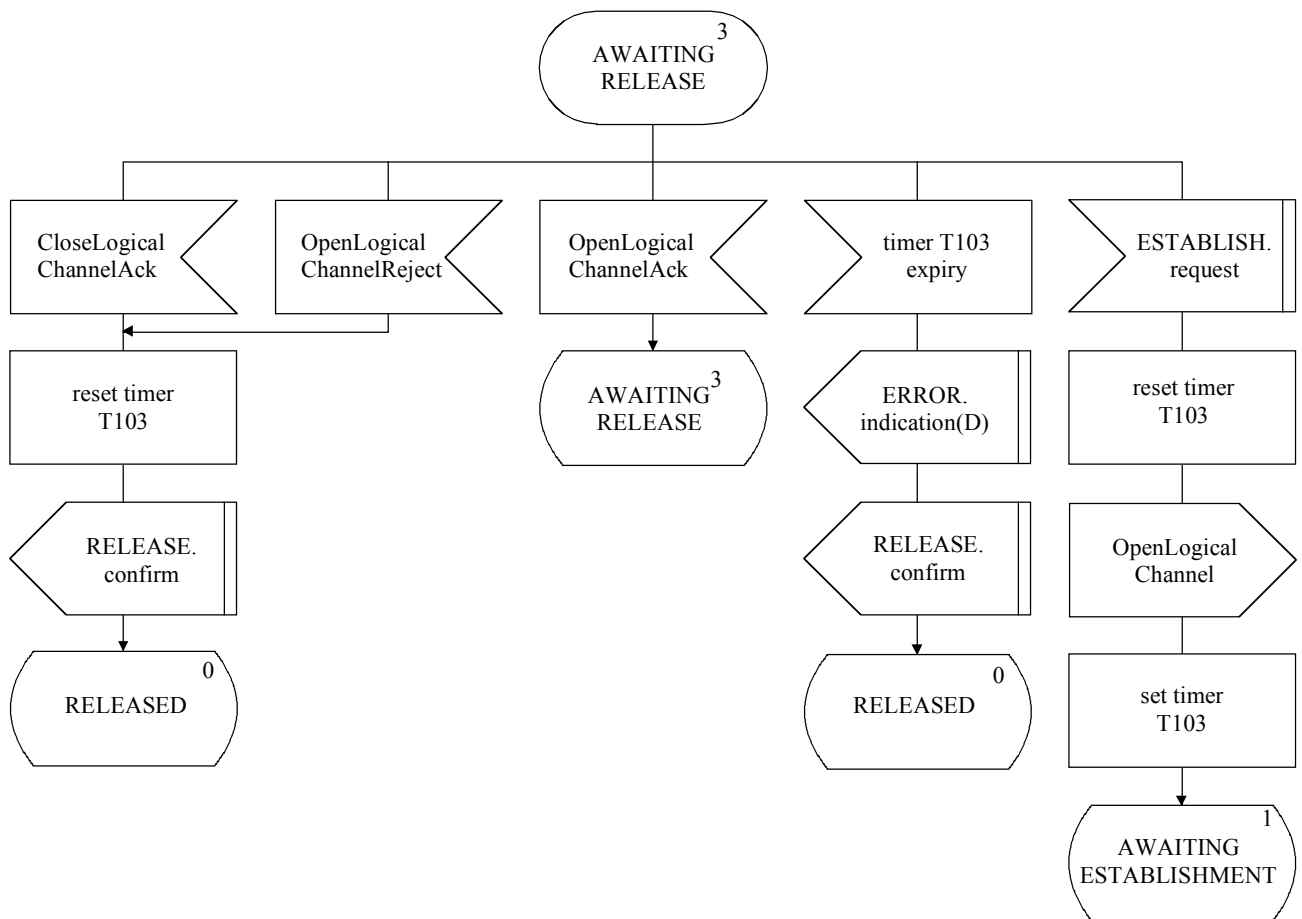 3
AWAITING
RELEASE
CloseLogical
ChannelAck
OpenLogical
ChannelReject
OpenLogical
ChannelAck
timer T103
expiry
ESTABLISH.
request
reset timer
T103
3
AWAITING
RELEASE
ERROR.
indication(D)
reset timer
T103
RELEASE.
confirm
RELEASE.
confirm
OpenLogical
Channel
0
RELEASED
0
RELEASED
set timer
T103
1
AWAITING
ESTABLISHMENT